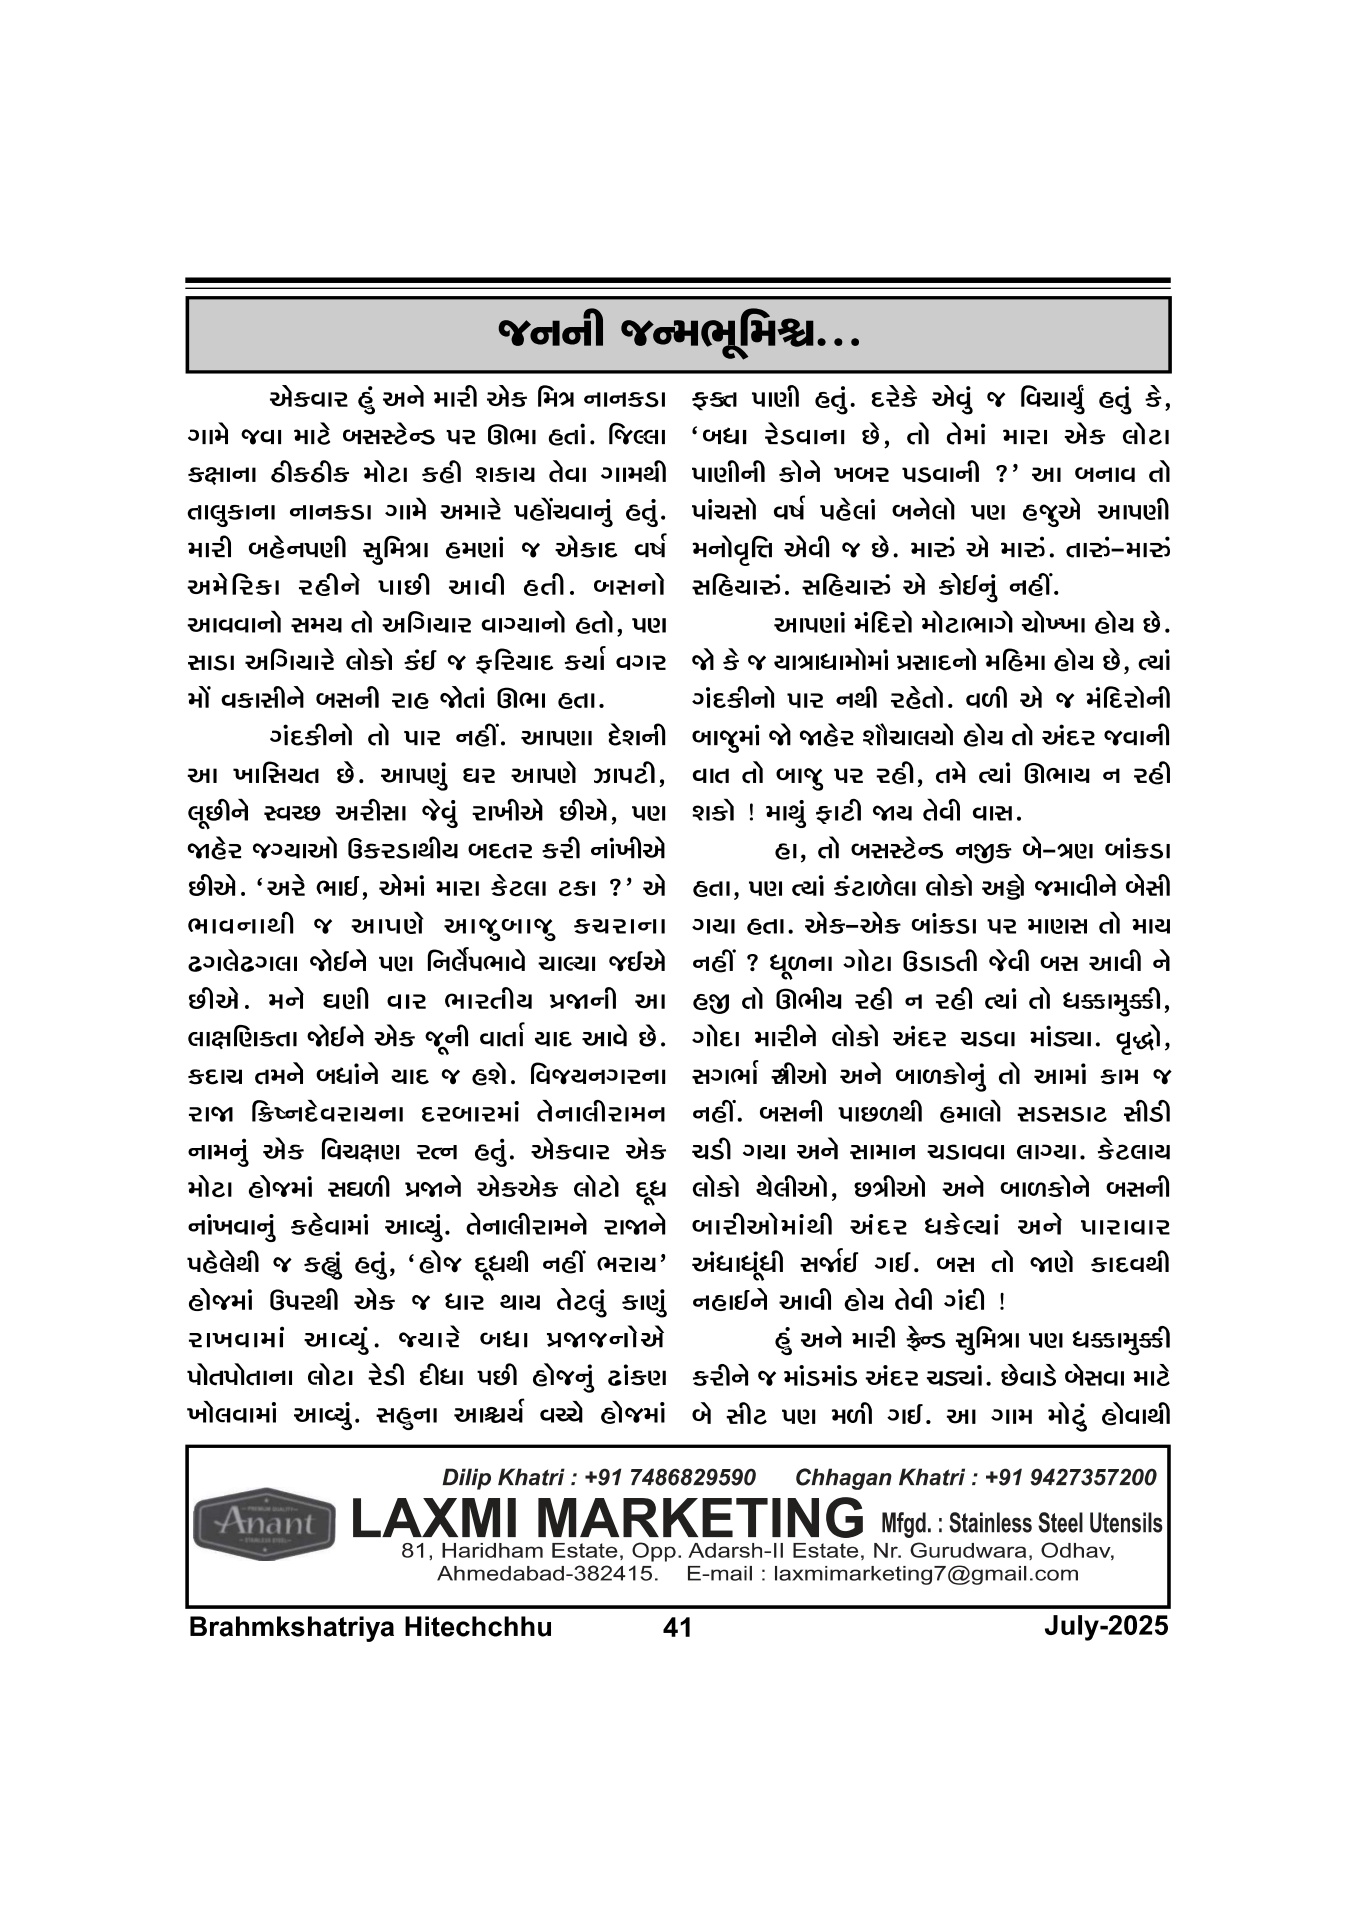 જનની જન્મભૂમિશ્ચ...
એકવાર હું અને મારી એક મિત્ર નાનકડા
ગામે જવા માટે બસસ્ટેન્ડ પર ઊભા હતાં. જિલ્લા
કક્ષાના ઠીકઠીક મોટા કહી શકાય તેવા ગામથી
તાલુકાના નાનકડા ગામે અમારે પહોંચવાનું હતું.
મારી બહેનપણી સુમિત્રા હમણાં જ એકાદ વર્ષ
અમેરિકા રહીને પાછી આવી હતી. બસનો
આવવાનો સમય તો અગિયાર વાગ્યાનો હતો, પણ
સાડા અગિયારે લોકો કંઈ જ ફરિયાદ કર્યા વગર
મોં વકાસીને બસની રાહ જોતાં ઊભા હતા.
ગંદકીનો તો પાર નહીં. આપણા દેશની
આ ખાસિયત છે. આપણું ઘર આપણે ઝાપટી,
લૂછીને સ્વચ્છ અરીસા જેવું રાખીએ છીએ, પણ
જાહેર જગ્યાઓ ઉકરડાથીય બદતર કરી નાંખીએ
છીએ. ‘અરે ભાઈ, એમાં મારા કેટલા ટકા ?’ એ
ભાવનાથી જ આપણે આજુબાજુ કચરાના
ઢગલેઢગલા જોઈને પણ નિર્લેપભાવે ચાલ્યા જઈએ
છીએ. મને ઘણી વાર ભારતીય પ્રજાની આ
લાક્ષણિક્તા જોઈને એક જૂની વાર્તા યાદ આવે છે.
કદાચ તમને બધાંને યાદ જ હશે. વિજયનગરના
રાજા ક્રિષ્નદેવરાયના દરબારમાં તેનાલીરામન
નામનું એક વિચક્ષણ રત્ન હતું. એકવાર એક
મોટા હોજમાં સઘળી પ્રજાને એકએક લોટો દૂધ
નાંખવાનું કહેવામાં આવ્યું. તેનાલીરામને રાજાને
પહેલેથી જ કહ્યું હતું, ‘હોજ દૂધથી નહીં ભરાય’
હોજમાં ઉપરથી એક જ ધાર થાય તેટલું કાણું
રાખવામાં આવ્યું. જ્યારે બધા પ્રજાજનોએ
પોતપોતાના લોટા રેડી દીધા પછી હોજનું ઢાંકણ
ખોલવામાં આવ્યું. સહુના આશ્ચર્ય વચ્ચે હોજમાં
ફક્ત પાણી હતું. દરેકે એવું જ વિચાર્યું હતું કે,
‘બધા રેડવાના છે, તો તેમાં મારા એક લોટા
પાણીની કોને ખબર પડવાની ?’ આ બનાવ તો
પાંચસો વર્ષ પહેલાં બનેલો પણ હજુએ આપણી
મનોવૃત્તિ એવી જ છે. મારું એ મારું. તારું–મારું
સહિયારું. સહિયારું એ કોઈનું નહીં.
આપણાં મંદિરો મોટાભાગે ચોખ્ખા હોય છે.
જો કે જ યાત્રાધામોમાં પ્રસાદનો મહિમા હોય છે, ત્યાં
ગંદકીનો પાર નથી રહેતો. વળી એ જ મંદિરોની
બાજુમાં જો જાહેર શૌચાલયો હોય તો અંદર જવાની
વાત તો બાજુ પર રહી, તમે ત્યાં ઊભાય ન રહી
શકો ! માથું ફાટી જાય તેવી વાસ.
હા, તો બસસ્ટેન્ડ નજીક બે–ત્રણ બાંકડા
હતા, પણ ત્યાં કંટાળેલા લોકો અડ્ડો જમાવીને બેસી
ગયા હતા. એક–એક બાંકડા પર માણસ તો માય
નહીં ? ધૂળના ગોટા ઉડાડતી જેવી બસ આવી ને
હજી તો ઊભીય રહી ન રહી ત્યાં તો ધક્કામુક્કી,
ગોદા મારીને લોકો અંદર ચડવા માંડ્યા. વૃદ્ધો,
સગર્ભા સ્ત્રીઓ અને બાળકોનું તો આમાં કામ જ
નહીં. બસની પાછળથી હમાલો સડસડાટ સીડી
ચડી ગયા અને સામાન ચડાવવા લાગ્યા. કેટલાય
લોકો થેલીઓ, છત્રીઓ અને બાળકોને બસની
બારીઓમાંથી અંદર ધકેલ્યાં અને પારાવાર
અંધાધૂંધી સર્જાઈ ગઈ. બસ તો જાણે કાદવથી
નહાઈને આવી હોય તેવી ગંદી !
હું અને મારી ફ્રેન્ડ સુમિત્રા પણ ધક્કામુક્કી
કરીને જ માંડમાંડ અંદર ચડ્યાં. છેવાડે બેસવા માટે
બે સીટ પણ મળી ગઈ. આ ગામ મોટું હોવાથી
Dilip Khatri : +91 7486829590 Chhagan Khatri : +91 9427357200
PREMIUM QUALITY
Anant
STAINLESS STEEL
LAXMI MARKETING Mfgd. : Stainless Steel Utensils
81, Haridham Estate, Opp. Adarsh-II Estate, Nr. Gurudwara, Odhav,
Ahmedabad-382415. E-mail : laxmimarketing7@gmail.com
Brahmkshatriya Hitechchhu 41 July-2025